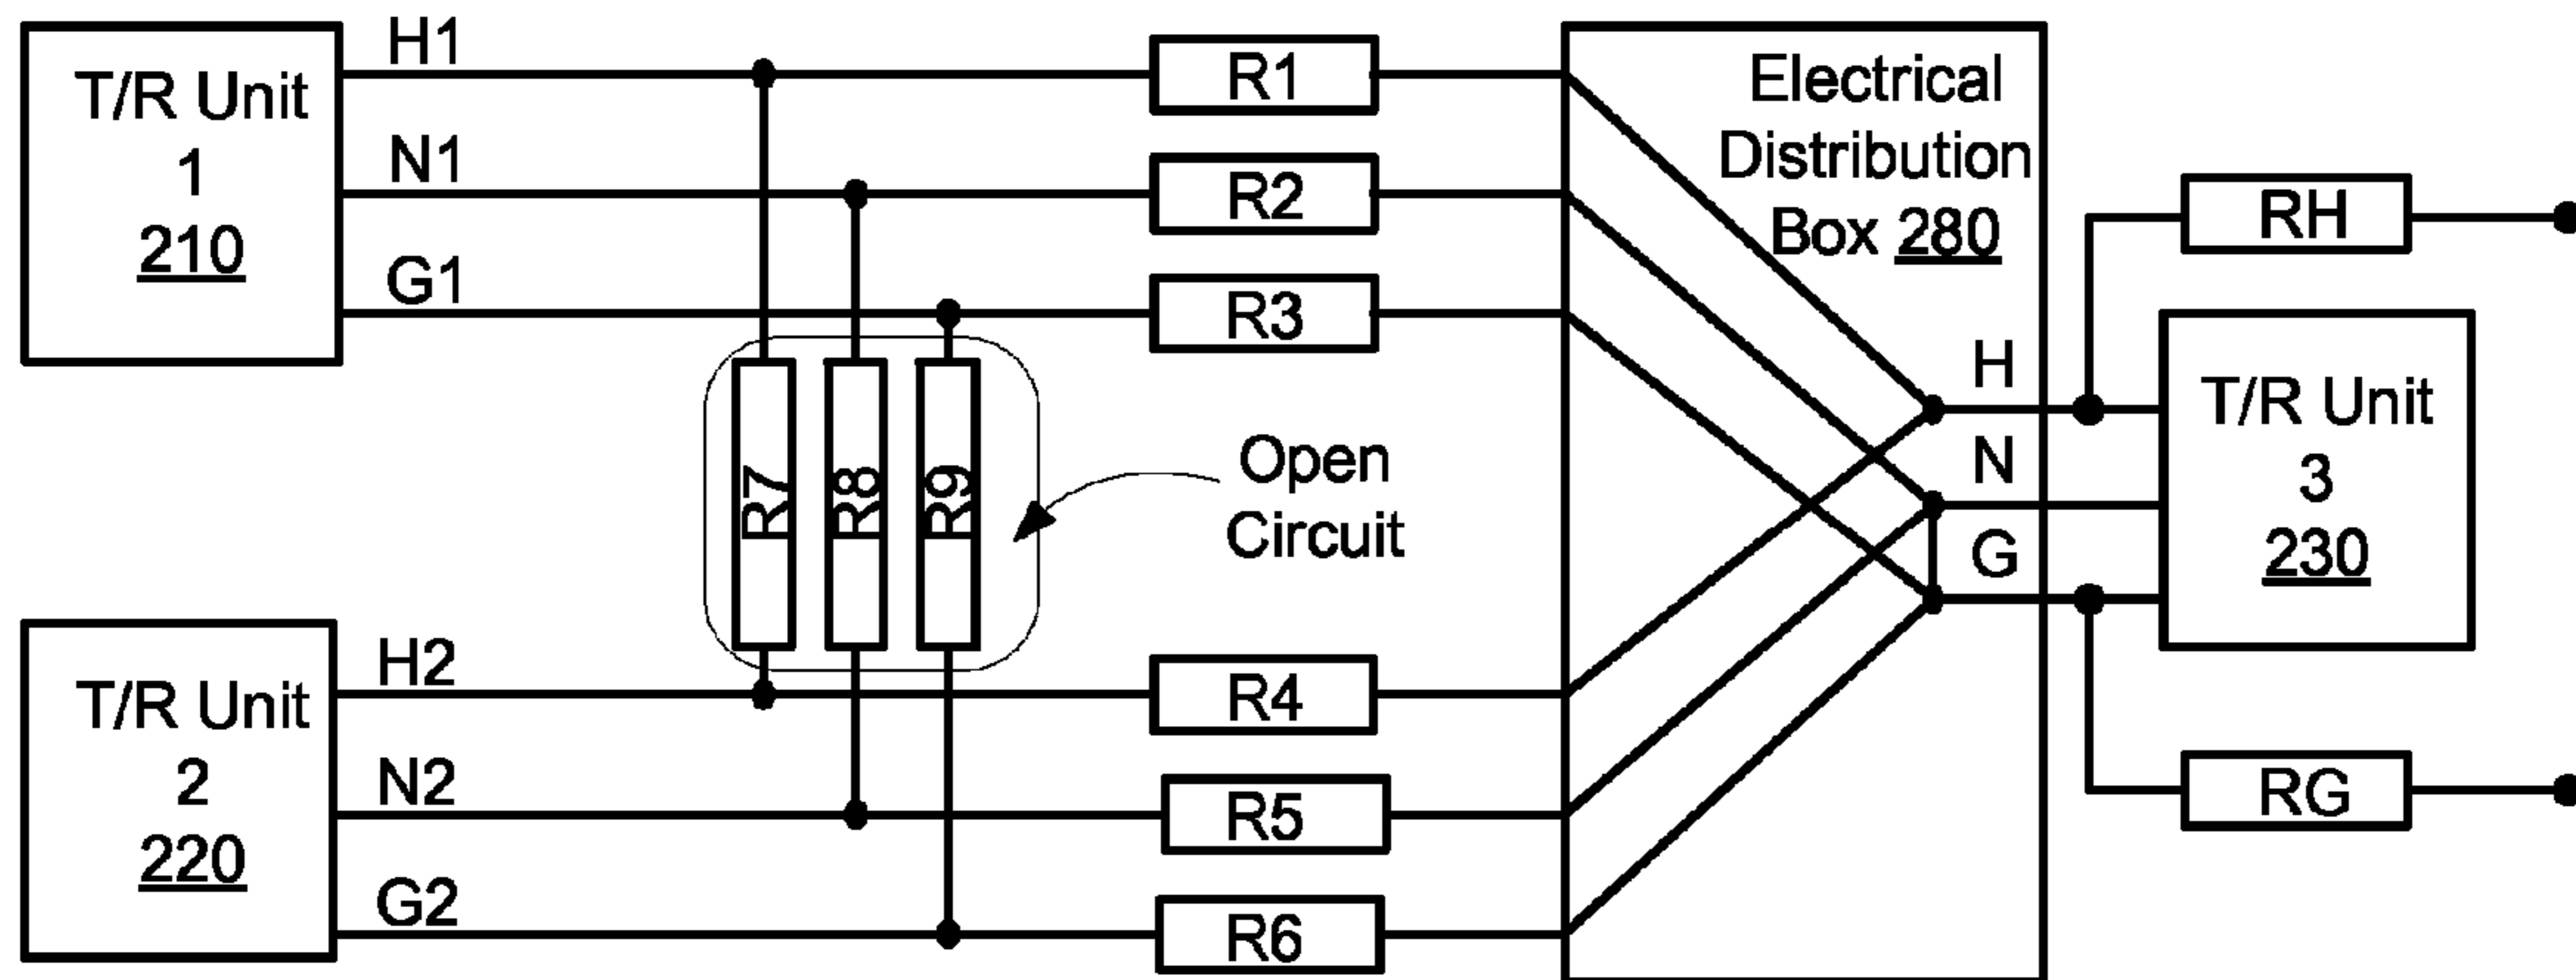 T/R Unit
1
210
H1
N1
G1
R1
R2
R3
Electrical
Distribution
Box 280
RH
H
N
G
T/R Unit
3
230
R7
R8
R9
Open
Circuit
T/R Unit
2
220
H2
N2
G2
R4
R5
R6
RG